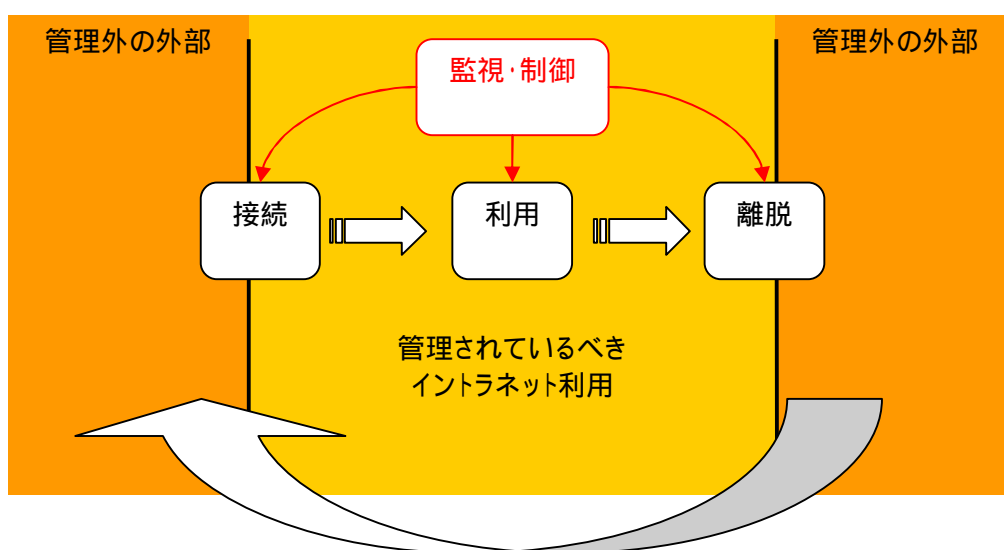 管理外の外部
管理外の外部
監視･制御
接続
利用
離脱
管理されているべき
イントラネット利用